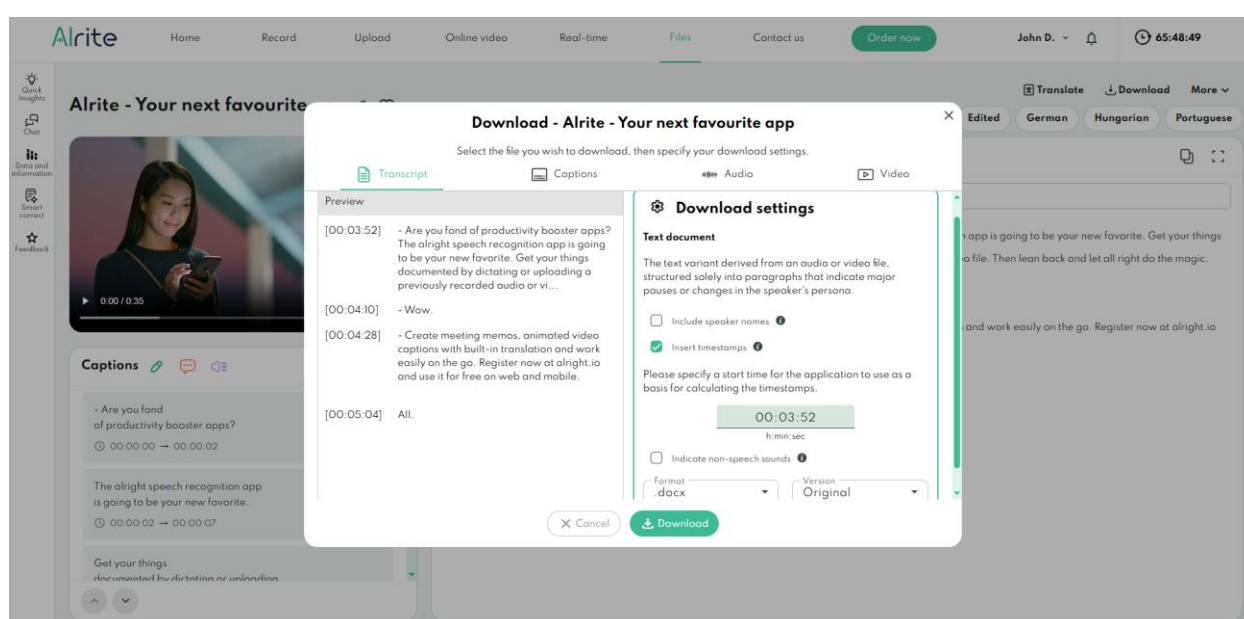 Alrite
Home
Record
Upload
Online video
Real-time
Files
Contact us
Order now
John D.
65:48:49
Quick
Insights
Chat
Data and
information
Smart
correct
Feedback
Alrite - Your next favourite
Translate
Download
More
Edited
German
Hungarian
Portuguese
0:00 / 0:35
Captions
- Are you fond
of productivity booster apps?
00:00:00 → 00:00:02
The alright speech recognition app
is going to be your new favorite.
00:00:02 → 00:00:07
Get your things
documented by dictating or uploading
Download - Alrite - Your next favourite app
Select the file you wish to download, then specify your download settings.
Transcript
Captions
Audio
Video
Preview
[00:03:52] - Are you fond of productivity booster apps?
The alright speech recognition app is going
to be your new favorite. Get your things
documented by dictating or uploading a
previously recorded audio or vi...
[00:04:10] - Wow.
[00:04:28] - Create meeting memos, animated video
captions with built-in translation and work
easily on the go. Register now at alright.io
and use it for free on web and mobile.
[00:05:04] All.
Download settings
Text document
The text variant derived from an audio or video file,
structured solely into paragraphs that indicate major
pauses or changes in the speaker's persona.
Include speaker names
Insert timestamps
Please specify a start time for the application to use as a
basis for calculating the timestamps.
00:03:52
h:min:sec
Indicate non-speech sounds
Format
.docx
Version
Original
Cancel
Download
app is going to be your new favorite. Get your things
o file. Then lean back and let all right do the magic.
and work easily on the go. Register now at alright.io